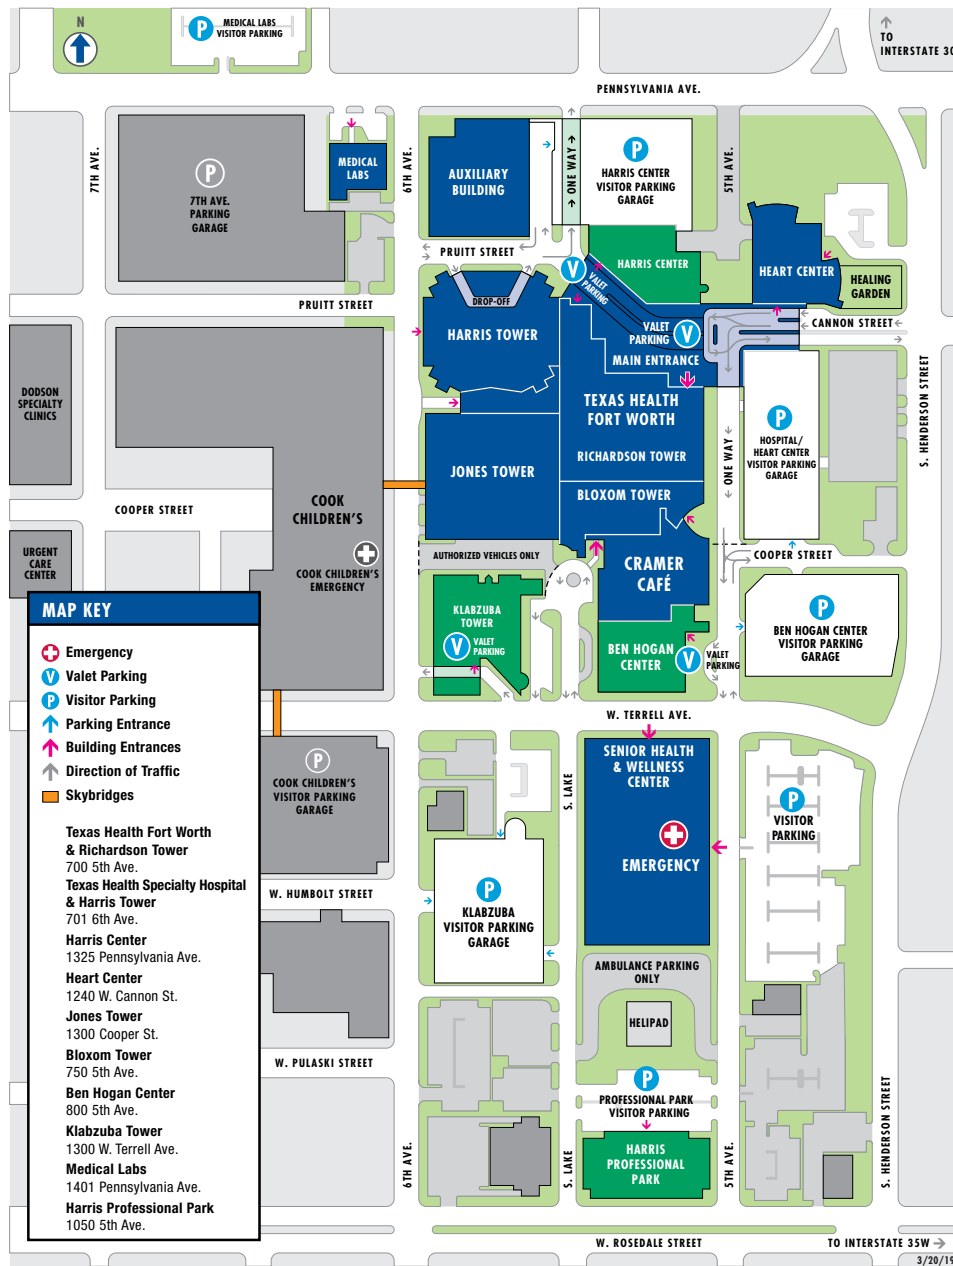 N
P
MEDICAL LABS
VISITOR PARKING
TO
INTERSTATE 30
PENNSYLVANIA AVE.
7TH AVE.
P
7TH AVE.
PARKING
GARAGE
MEDICAL
LABS
6TH AVE.
AUXILIARY
BUILDING
ONE WAY
P
HARRIS CENTER
VISITOR PARKING
GARAGE
5TH AVE.
PRUITT STREET
V
VALET
PARKING
HARRIS CENTER
HEART CENTER
HEALING
GARDEN
PRUITT STREET
DROP-OFF
HARRIS TOWER
VALET
PARKING
V
CANNON STREET
MAIN ENTRANCE
DODSON
SPECIALTY
CLINICS
TEXAS HEALTH
FORT WORTH
RICHARDSON TOWER
ONE WAY
P
HOSPITAL/
HEART CENTER
VISITOR PARKING
GARAGE
S. HENDERSON STREET
JONES TOWER
BLOXOM TOWER
COOPER STREET
COOK
CHILDREN'S
COOK CHILDREN'S
EMERGENCY
URGENT
CARE
CENTER
AUTHORIZED VEHICLES ONLY
CRAMER
CAFÉ
COOPER STREET
KLABZUBA
TOWER
V
VALET
PARKING
BEN HOGAN
CENTER
V
VALET
PARKING
P
BEN HOGAN CENTER
VISITOR PARKING
GARAGE
MAP KEY
Emergency
V
Valet Parking
P
Visitor Parking
Parking Entrance
Building Entrances
Direction of Traffic
Skybridges
Texas Health Fort Worth
& Richardson Tower
700 5th Ave.
Texas Health Specialty Hospital
& Harris Tower
701 6th Ave.
Harris Center
1325 Pennsylvania Ave.
Heart Center
1240 W. Cannon St.
Jones Tower
1300 Cooper St.
Bloxom Tower
750 5th Ave.
Ben Hogan Center
800 5th Ave.
Klabzuba Tower
1300 W. Terrell Ave.
Medical Labs
1401 Pennsylvania Ave.
Harris Professional Park
1050 5th Ave.
W. TERRELL AVE.
P
COOK CHILDREN'S
VISITOR PARKING
GARAGE
S. LAKE
SENIOR HEALTH
& WELLNESS
CENTER
EMERGENCY
P
VISITOR
PARKING
W. HUMBOLT STREET
P
KLABZUBA
VISITOR PARKING
GARAGE
AMBULANCE PARKING
ONLY
HELIPAD
W. PULASKI STREET
P
PROFESSIONAL PARK
VISITOR PARKING
6TH AVE.
S. LAKE
HARRIS
PROFESSIONAL
PARK
5TH AVE.
S. HENDERSON STREET
W. ROSEDALE STREET
TO INTERSTATE 35W
3/20/19